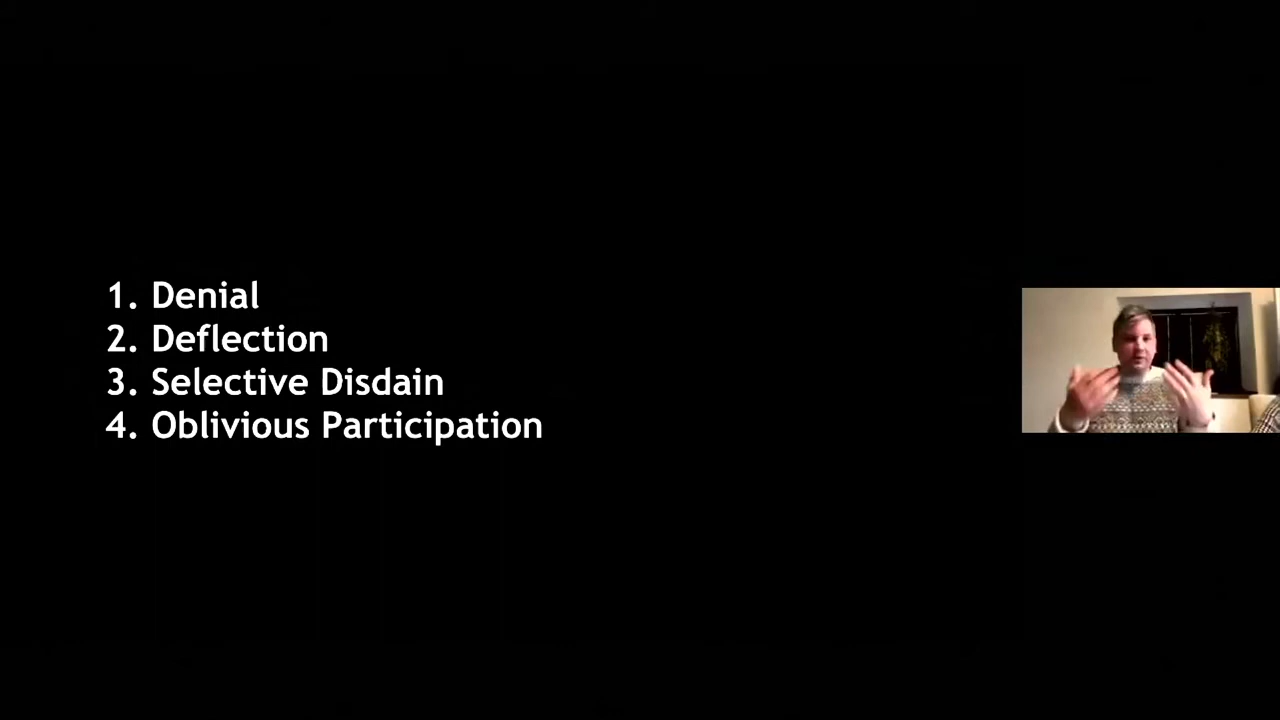 1. Denial
2. Deflection
3. Selective Disdain
4. Oblivious Participation